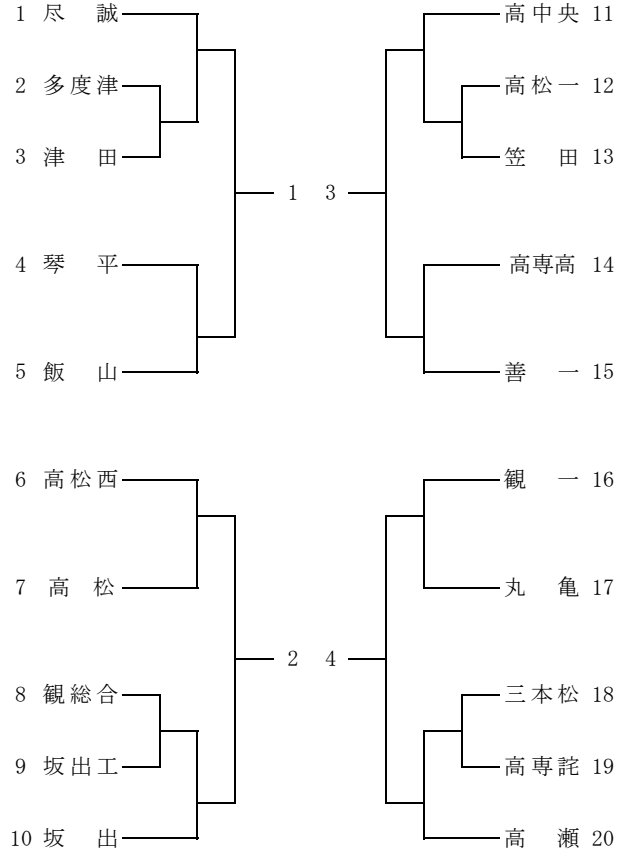 1 尽 誠
2 多度津
3 津 田
1
4 琴 平
5 飯 山
6 高松西
7 高 松
2
8 観総合
9 坂出工
10 坂 出
高中央 11
高松一 12
笠 田 13
3
高専高 14
善 一 15
観 一 16
丸 亀 17
4
三本松 18
高専詫 19
高 瀬 20